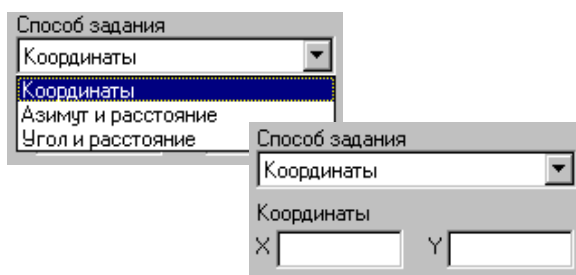 Способ задания
Координаты
Координаты
Азимут и расстояние
Угол и расстояние
Способ задания
Координаты
Координаты
X Y